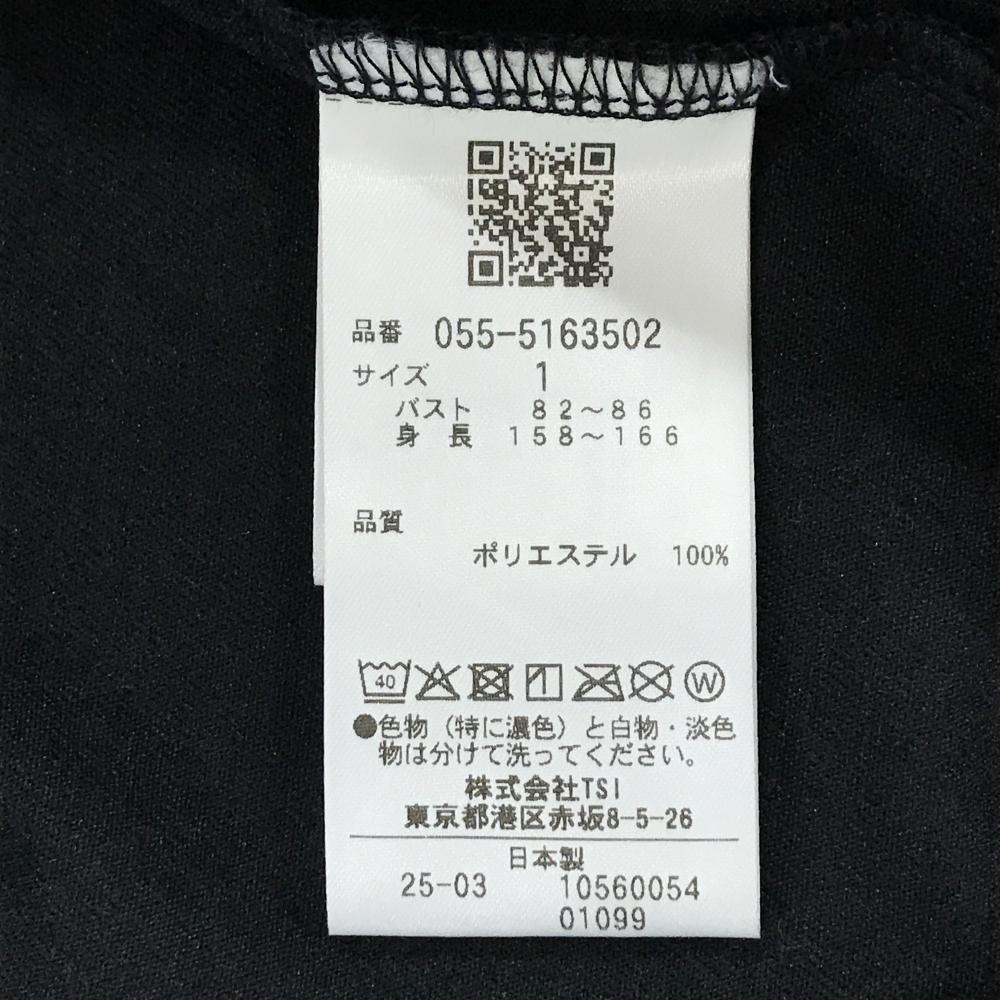 品番 055-5163502
サイズ 1
バスト 82～86
身長 158～166
品質
ポリエステル 100%
40 W
●色物（特に濃色）と白物・淡色
物は分けて洗ってください。
株式会社TSI
東京都港区赤坂8-5-26
日本製
25-03 10560054
01099